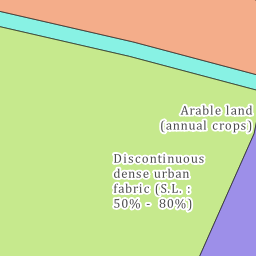 Arable land
(annual crops)
Discontinuous
dense urban
fabric (S.L. :
50% -  80%)